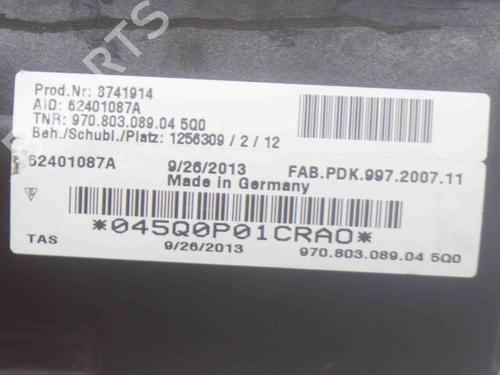 Prod.Nr: 3741914
AID: 62401087A
TNR: 970.803.089.04 5Q0
Beh./Schubl./Platz: 1256309 / 2 / 12
62401087A 9/26/2013 FAB.PDK.997.2007.11
Made in Germany
*045Q0P01CRA0*
TAS 9/26/2013 970.803.089.04 5Q0